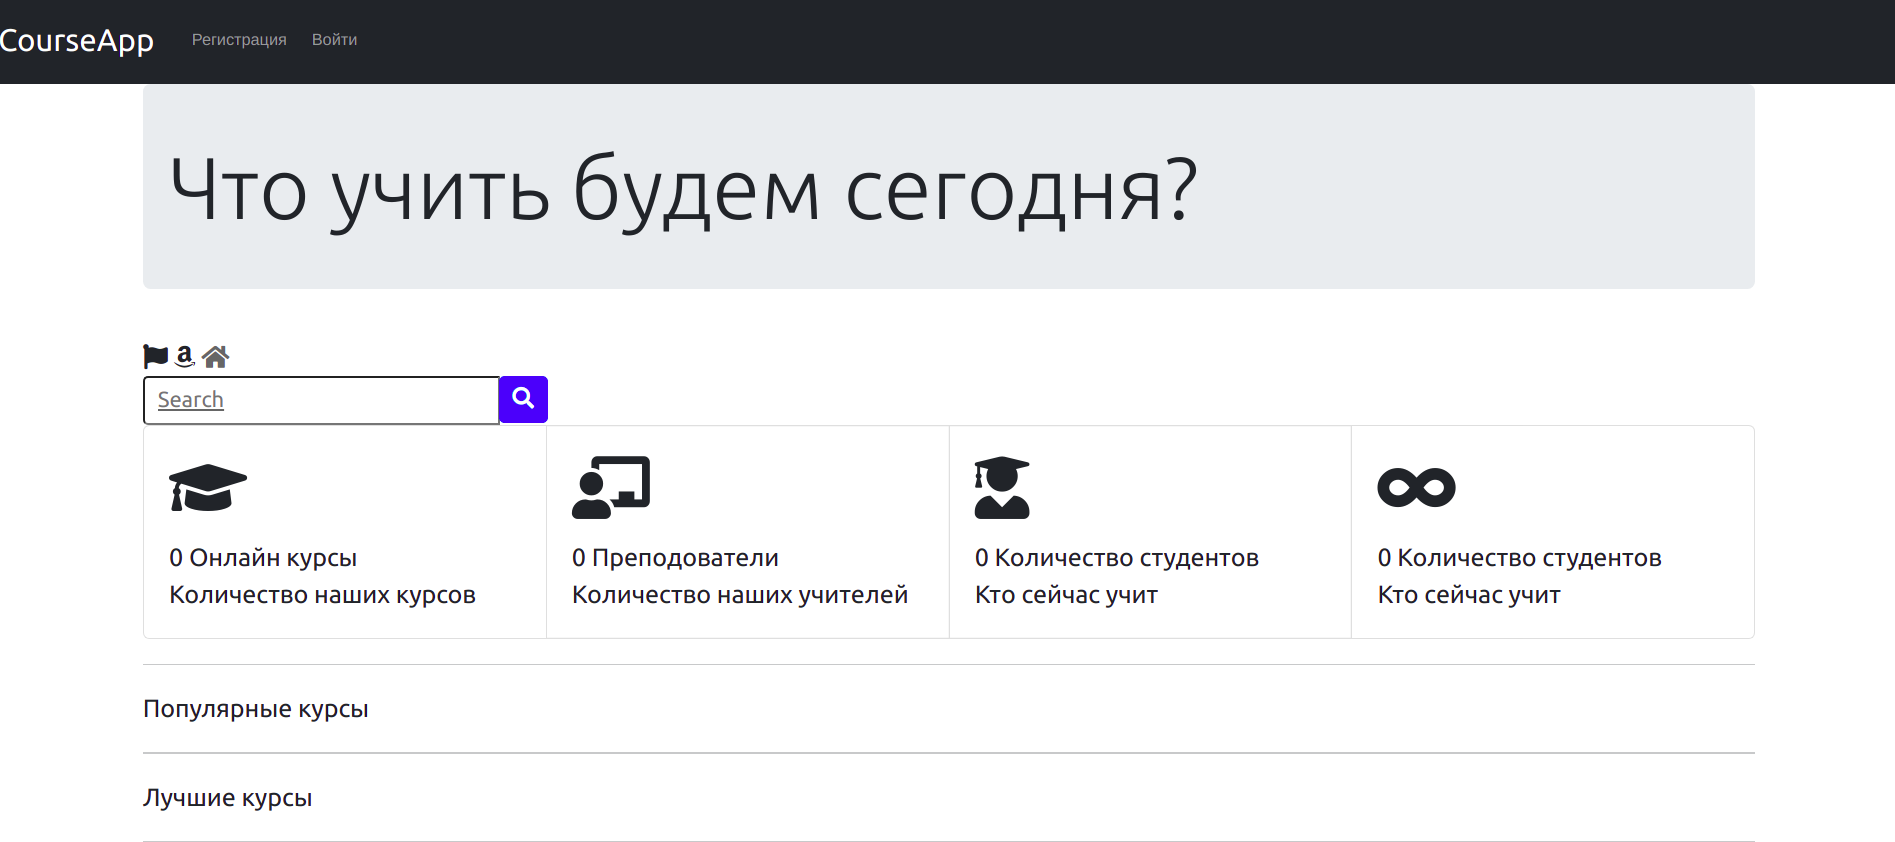 CourseApp Регистрация Войти
Что учить будем сегодня?
Search
0 Онлайн курсы
Количество наших курсов
0 Преподователи
Количество наших учителей
0 Количество студентов
Кто сейчас учит
0 Количество студентов
Кто сейчас учит
Популярные курсы
Лучшие курсы